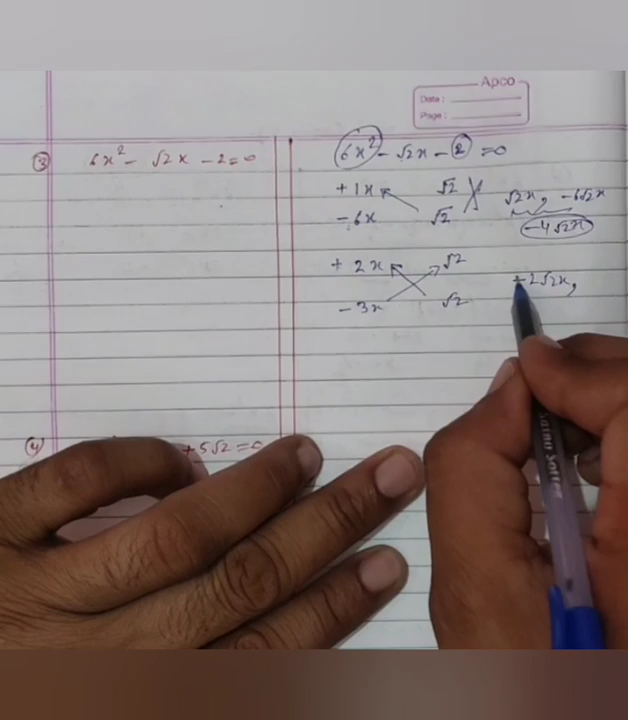 Apco
Date :
Page :
③ 6x² - √2x - 2 = 0
6x² - √2x - 2 = 0
+ 1x √2 √2x, -6√2x
- 6x √2 -4√2x
+ 2x √2 +2√2x,
- 3x √2
④ +5√2 = 0